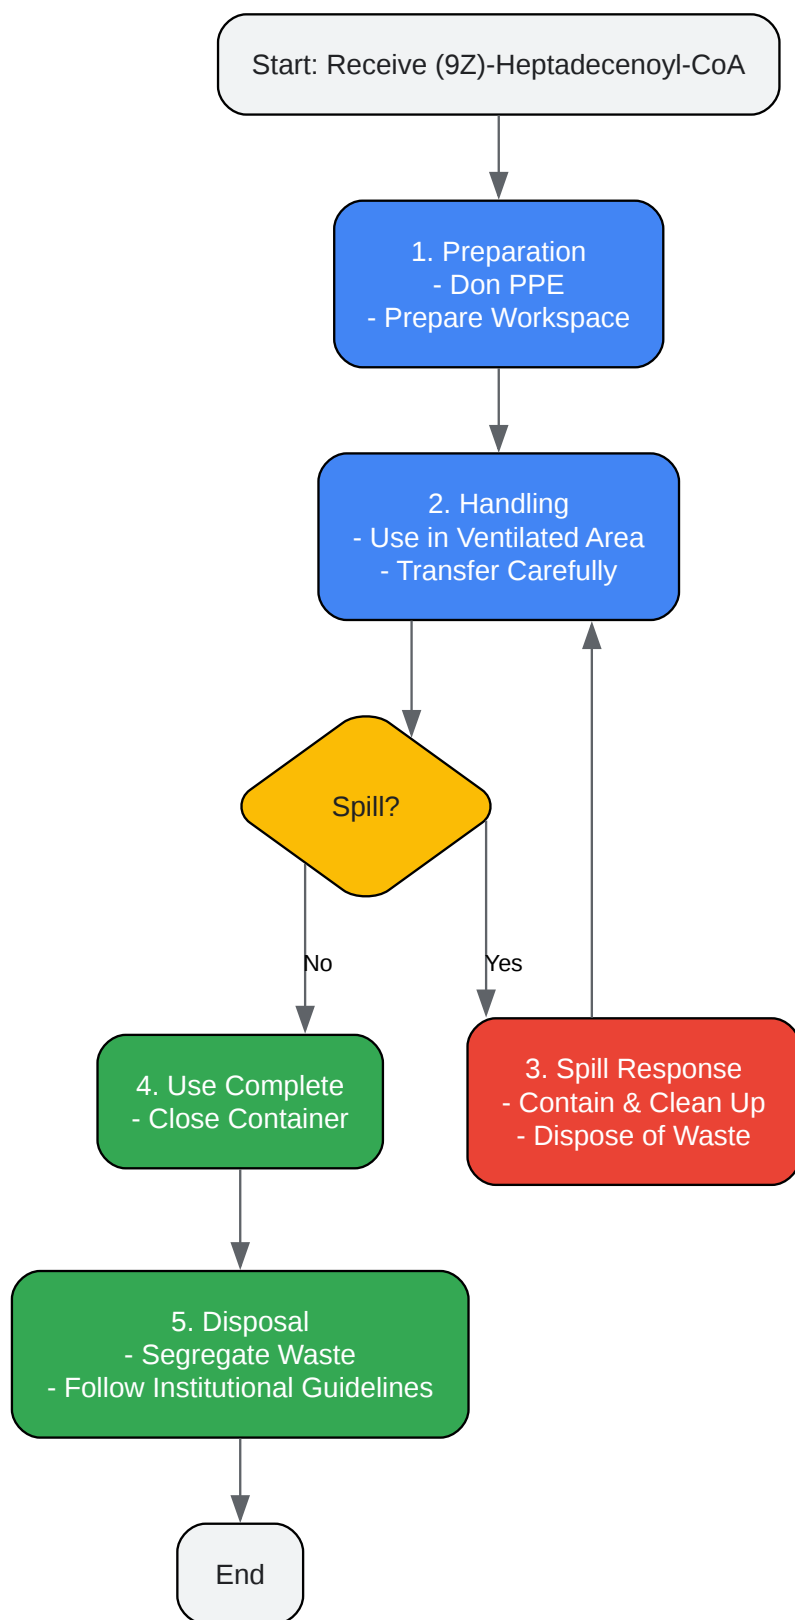 Start: Receive (9Z)-Heptadecenoyl-CoA
1. Preparation
- Don PPE
- Prepare Workspace
2. Handling
- Use in Ventilated Area
- Transfer Carefully
Spill?
No
Yes
4. Use Complete
- Close Container
3. Spill Response
- Contain & Clean Up
- Dispose of Waste
5. Disposal
- Segregate Waste
- Follow Institutional Guidelines
End